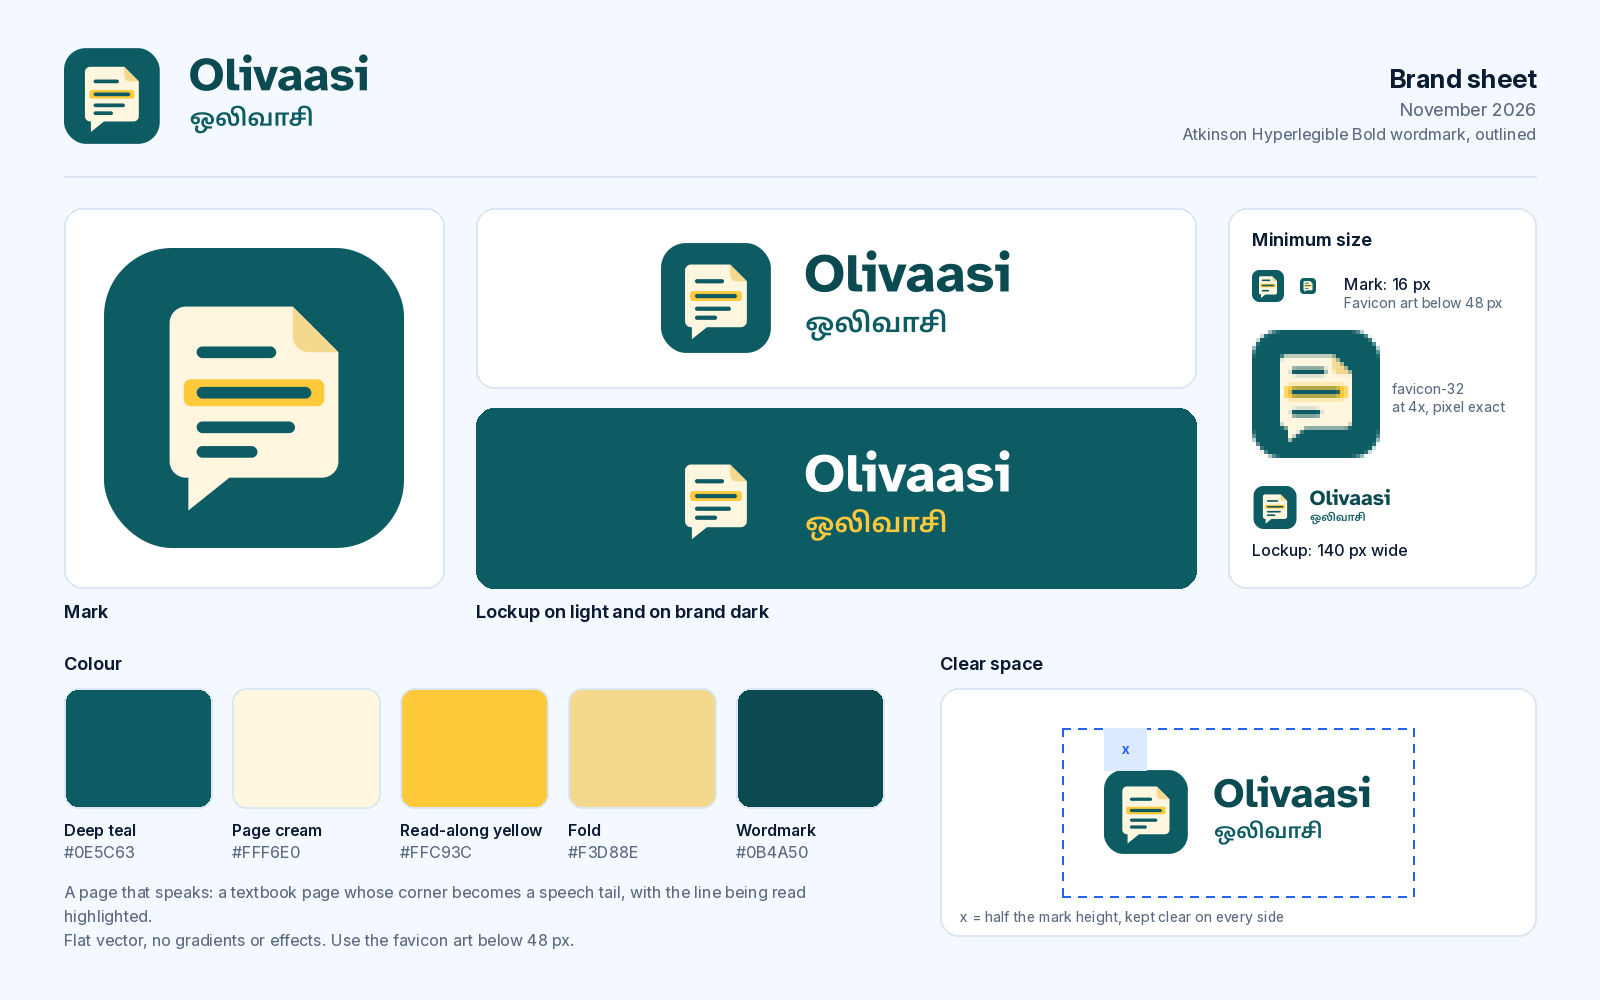 Olivaasi
ஒலிவாசி
Brand sheet
November 2026
Atkinson Hyperlegible Bold wordmark, outlined
Olivaasi
ஒலிவாசி
Olivaasi
ஒலிவாசி
Mark
Lockup on light and on brand dark
Minimum size
Mark: 16 px
Favicon art below 48 px
favicon-32
at 4x, pixel exact
Olivaasi
ஒலிவாசி
Lockup: 140 px wide
Colour
Deep teal
#0E5C63
Page cream
#FFF6E0
Read-along yellow
#FFC93C
Fold
#F3D88E
Wordmark
#0B4A50
A page that speaks: a textbook page whose corner becomes a speech tail, with the line being read
highlighted.
Flat vector, no gradients or effects. Use the favicon art below 48 px.
Clear space
x
Olivaasi
ஒலிவாசி
x = half the mark height, kept clear on every side